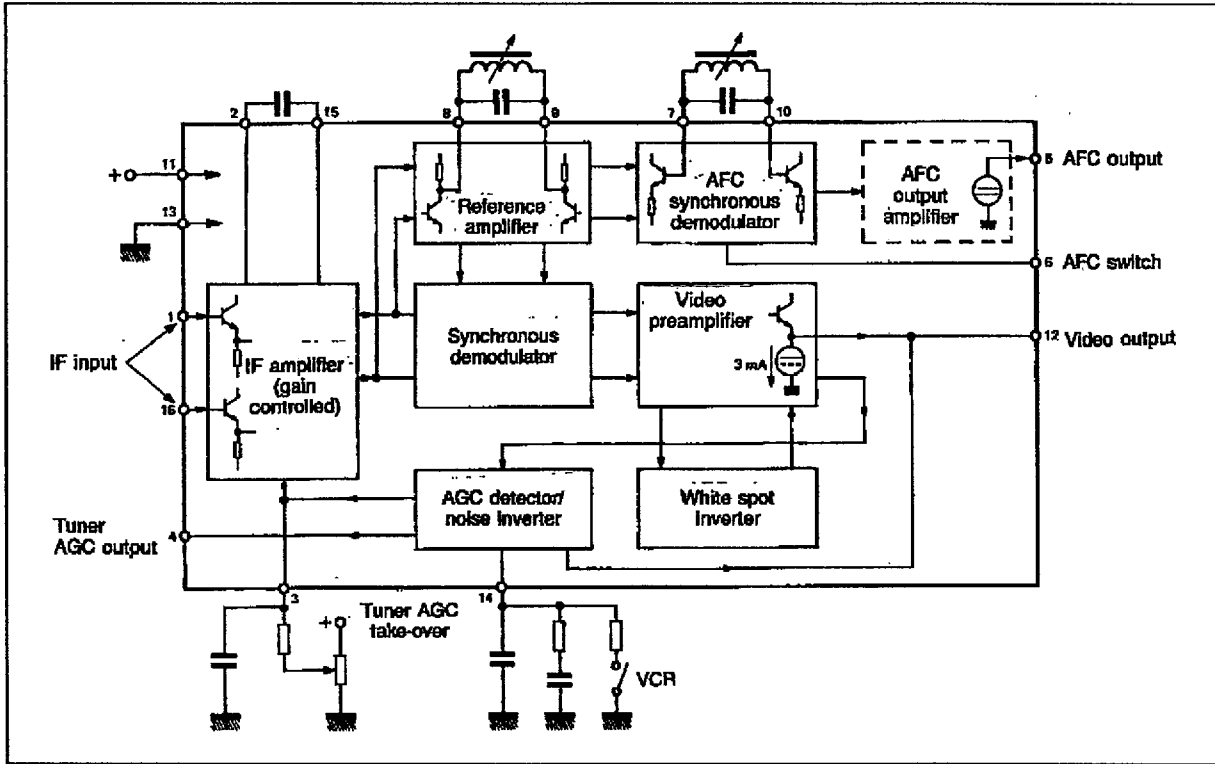 2
15
8
9
7
10
11
+
13
Reference
amplifier
AFC
synchronous
demodulator
AFC
output
amplifier
5 AFC output
6 AFC switch
1
IF input
16
IF amplifier
(gain
controlled)
Synchronous
demodulator
Video
preamplifier
3 mA
12 Video output
AGC detector/
noise inverter
White spot
inverter
Tuner
AGC output
4
3
14
Tuner AGC
take-over
+
VCR